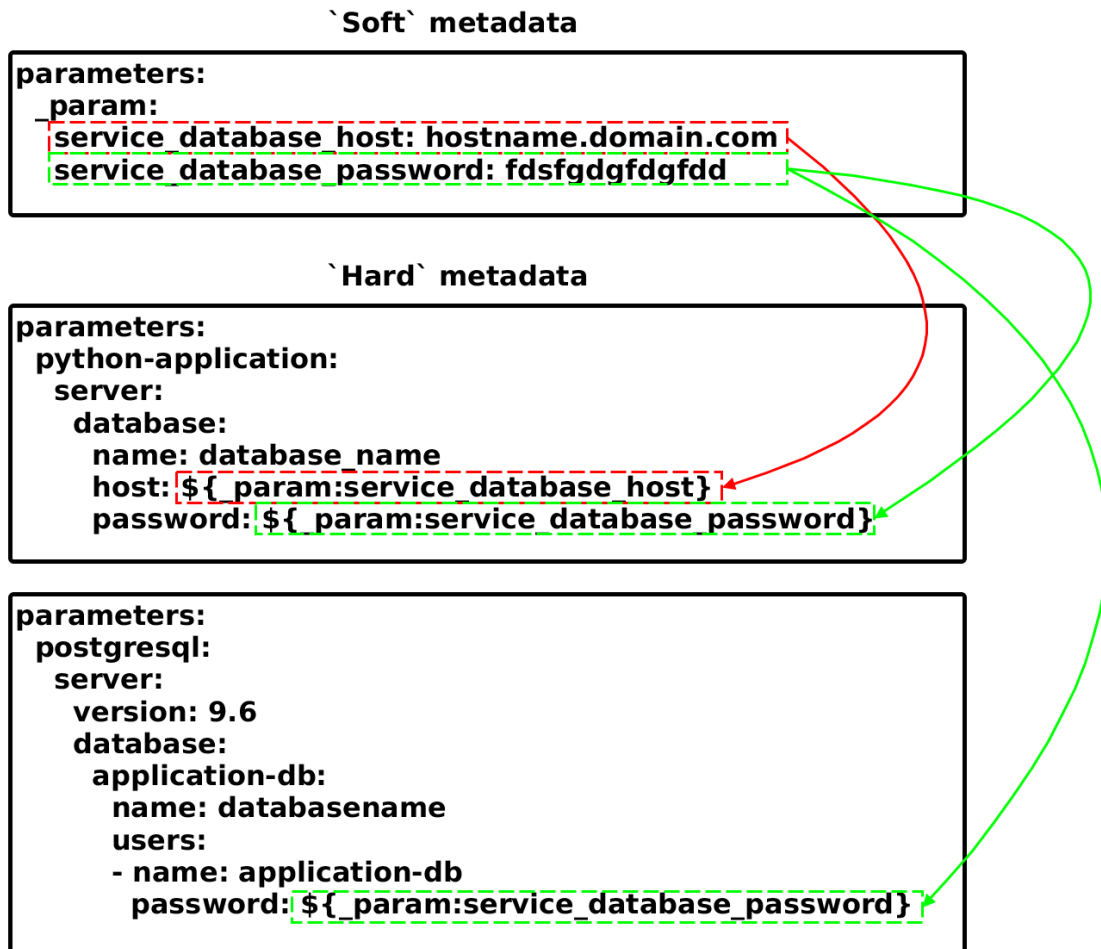 `Soft` metadata
parameters:
_param:
service_database_host: hostname.domain.com
service_database_password: fdsfgdgfdgfdd
`Hard` metadata
parameters:
python-application:
server:
database:
name: database_name
host: ${_param:service_database_host}
password: ${_param:service_database_password}
parameters:
postgresql:
server:
version: 9.6
database:
application-db:
name: databasename
users:
- name: application-db
password: ${_param:service_database_password}